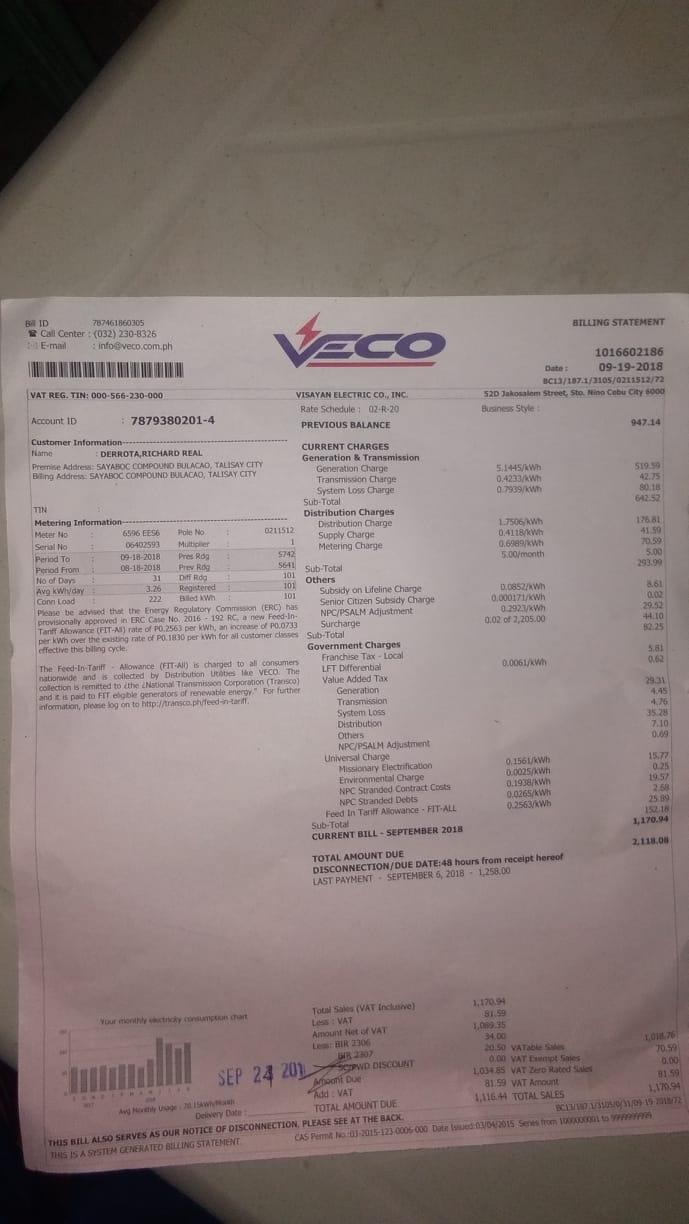 Bill ID 787461860305
☎ Call Center : (032) 230-8326
E-mail : info@veco.com.ph
VECO
BILLING STATEMENT
1016602186
Date : 09-19-2018
BC13/187.1/3105/0211512/72
VAT REG. TIN: 000-566-230-000 VISAYAN ELECTRIC CO., INC. 52D Jakosalem Street, Sto. Nino Cebu City 6000
Account ID : 7879380201-4
Customer Information
Name : DERROTA,RICHARD REAL
Premise Address: SAYABOC COMPOUND BULACAO, TALISAY CITY
Billing Address: SAYABOC COMPOUND BULACAO, TALISAY CITY
TIN :
Metering Information
Meter No : 6596 EES6 Pole No : 0211512
Serial No : 06402593 Multiplier : 1
Period To : 09-18-2018 Pres Rdg : 5742
Period From : 08-18-2018 Prev Rdg : 5641
No of Days : 31 Diff Rdg : 101
Avg kWh/day : 3.26 Registered : 101
Conn Load : 222 Billed kWh : 101
Please be advised that the Energy Regulatory Commission (ERC) has
provisionally approved in ERC Case No. 2016 - 192 RC, a new Feed-In-
Tariff Allowance (FIT-All) rate of P0.2563 per kWh, an increase of P0.0733
per kWh over the existing rate of P0.1830 per kWh for all customer classes
effective this billing cycle.
The Feed-In-Tariff - Allowance (FIT-All) is charged to all consumers
nationwide and is collected by Distribution Utilities like VECO. The
collection is remitted to ¿the ¿National Transmission Corporation (Transco)
and it is paid to FIT eligible generators of renewable energy." For further
information, please log on to http://transco.ph/feed-in-tariff.
Rate Schedule : 02-R-20 Business Style :
PREVIOUS BALANCE 947.14
CURRENT CHARGES
Generation & Transmission
Generation Charge 5.1445/kWh 519.59
Transmission Charge 0.4233/kWh 42.75
System Loss Charge 0.7939/kWh 80.18
Sub-Total 642.52
Distribution Charges
Distribution Charge 1.7506/kWh 176.81
Supply Charge 0.4118/kWh 41.59
Metering Charge 0.6989/kWh 70.59
5.00/month 5.00
Sub-Total 293.99
Others
Subsidy on Lifeline Charge 0.0852/kWh 8.61
Senior Citizen Subsidy Charge 0.000171/kWh 0.02
NPC/PSALM Adjustment 0.2923/kWh 29.52
Surcharge 0.02 of 2,205.00 44.10
Sub-Total 82.25
Government Charges
Franchise Tax - Local 5.81
LFT Differential 0.0061/kWh 0.62
Value Added Tax
Generation 29.31
Transmission 4.45
System Loss 4.76
Distribution 35.28
Others 7.10
NPC/PSALM Adjustment 0.69
Universal Charge
Missionary Electrification 0.1561/kWh 15.77
Environmental Charge 0.0025/kWh 0.25
NPC Stranded Contract Costs 0.1938/kWh 19.57
NPC Stranded Debts 0.0265/kWh 2.68
Feed In Tariff Allowance - FIT-ALL 0.2563/kWh 25.89
Sub-Total 152.18
CURRENT BILL - SEPTEMBER 2018 1,170.94
TOTAL AMOUNT DUE 2,118.08
DISCONNECTION/DUE DATE:48 hours from receipt hereof
LAST PAYMENT - SEPTEMBER 6, 2018 - 1,258.00
Your monthly electricity consumption chart
2017 2018
Avg Monthly Usage : 70.15kWh/Month
Delivery Date :
SEP 24 201
Total Sales (VAT Inclusive) 1,170.94
Less : VAT 81.59
Amount Net of VAT 1,089.35
Less: BIR 2306 34.00
BIR 2307 20.50 VATable Sales 1,018.76
SC/PWD DISCOUNT 0.00 VAT Exempt Sales 70.59
Amount Due 1,034.85 VAT Zero Rated Sales 0.00
Add : VAT 81.59 VAT Amount 81.59
TOTAL AMOUNT DUE 1,116.44 TOTAL SALES 1,170.94
BC13/187.1/3105/0/31/09-19-2018/72
THIS BILL ALSO SERVES AS OUR NOTICE OF DISCONNECTION, PLEASE SEE AT THE BACK.
THIS IS A SYSTEM GENERATED BILLING STATEMENT. CAS Permit No.:03-2015-123-0006-000 Date Issued:03/04/2015 Series from 1000000001 to 9999999999